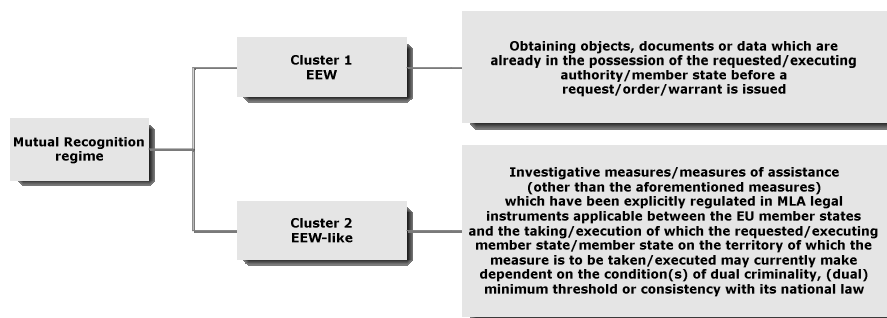 Mutual Recognition
regime
Cluster 1
EEW
Obtaining objects, documents or data which are
already in the possession of the requested/executing
authority/member state before a
request/order/warrant is issued
Cluster 2
EEW-like
Investigative measures/measures of assistance
(other than the aforementioned measures)
which have been explicitly regulated in MLA legal
instruments applicable between the EU member states
and the taking/execution of which the requested/executing
member state/member state on the territory of which the
measure is to be taken/executed may currently make
dependent on the condition(s) of dual criminality, (dual)
minimum threshold or consistency with its national law